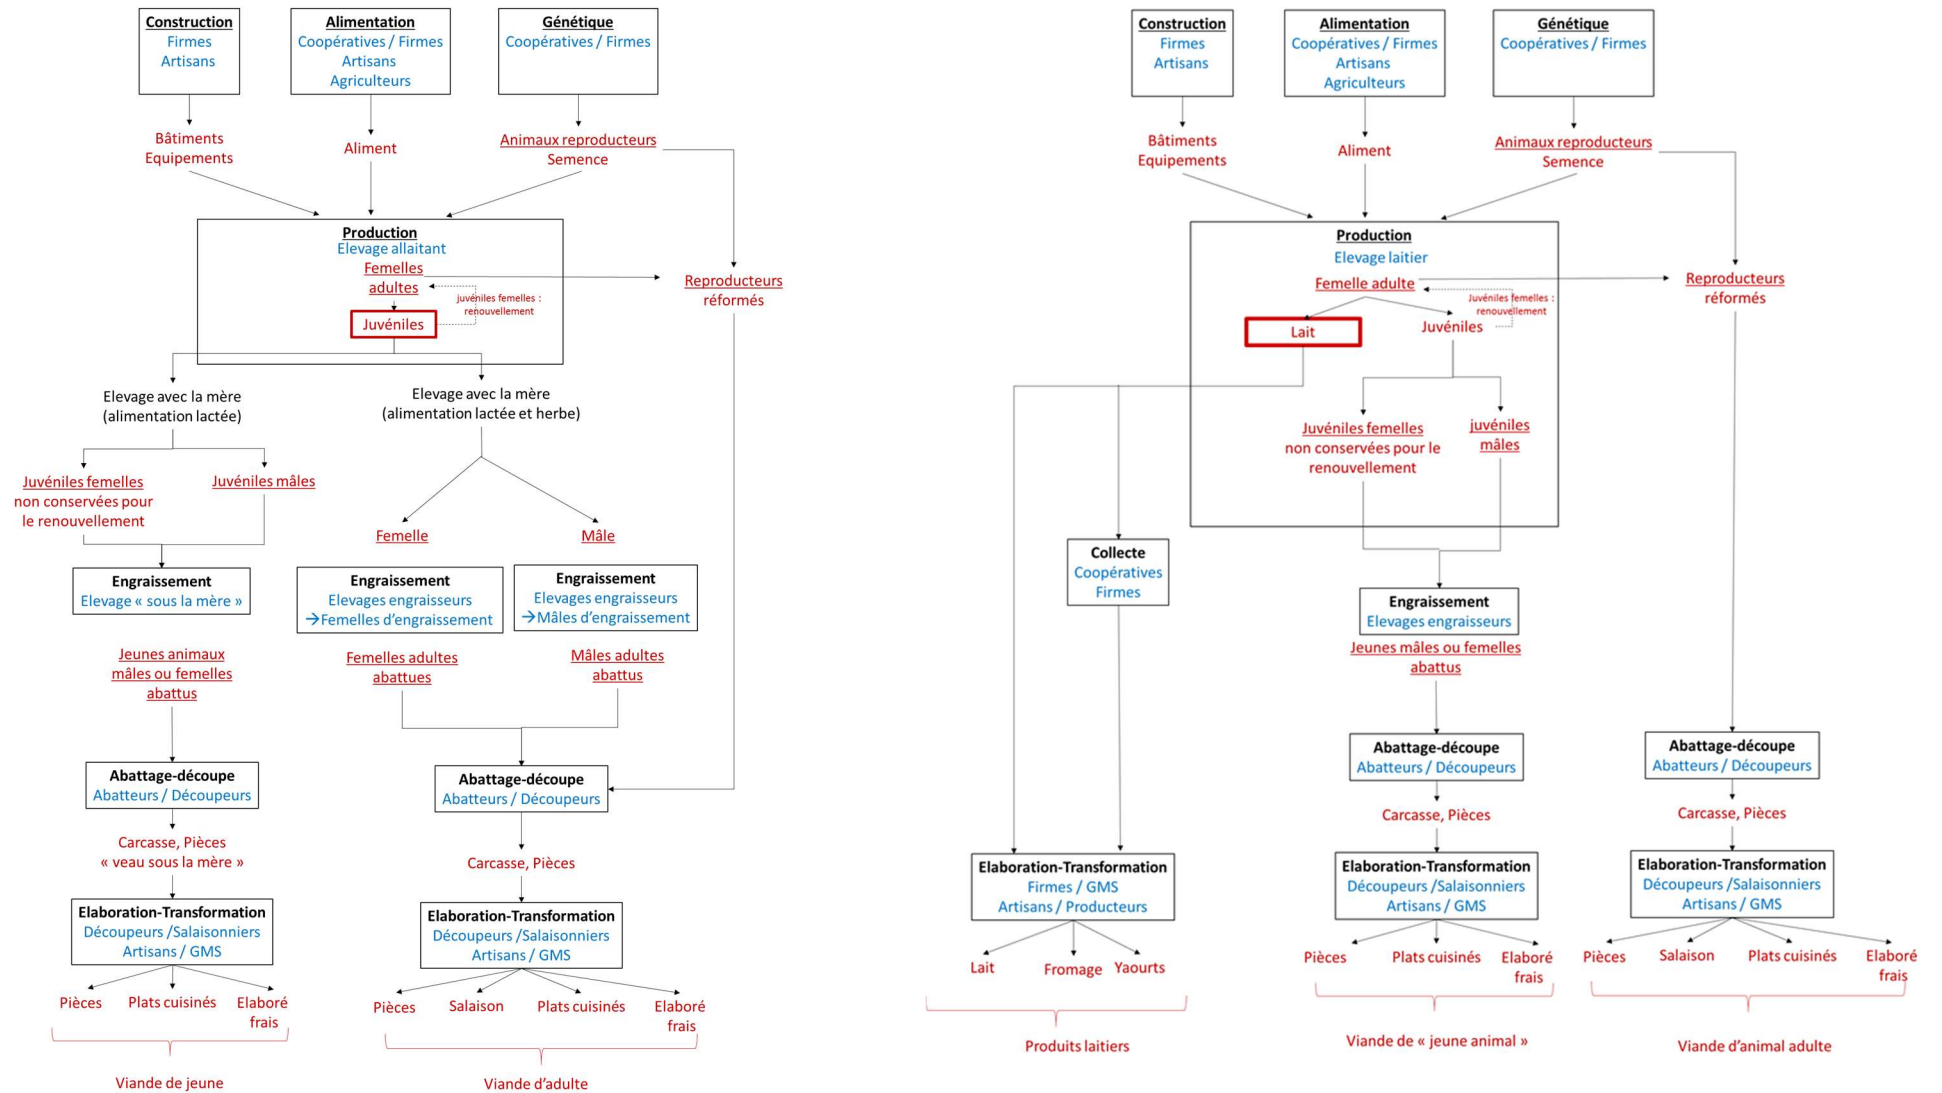 Construction
Firmes
Artisans
Alimentation
Coopératives / Firmes
Artisans
Agriculteurs
Génétique
Coopératives / Firmes
Bâtiments
Equipements
Aliment
Animaux reproducteurs
Semence
Production
Elevage allaitant
Femelles
adultes
juvéniles femelles :
renouvellement
Juvéniles
Reproducteurs
réformés
Elevage avec la mère
(alimentation lactée)
Elevage avec la mère
(alimentation lactée et herbe)
Juvéniles femelles
non conservées pour
le renouvellement
Juvéniles mâles
Femelle
Mâle
Engraissement
Elevage « sous la mère »
Engraissement
Elevages engraisseurs
→Femelles d'engraissement
Engraissement
Elevages engraisseurs
→Mâles d'engraissement
Jeunes animaux
mâles ou femelles
abattus
Femelles adultes
abattues
Mâles adultes
abattus
Abattage-découpe
Abatteurs / Découpeurs
Abattage-découpe
Abatteurs / Découpeurs
Carcasse, Pièces
« veau sous la mère »
Carcasse, Pièces
Elaboration-Transformation
Découpeurs /Salaisonniers
Artisans / GMS
Elaboration-Transformation
Découpeurs /Salaisonniers
Artisans / GMS
Pièces
Plats cuisinés
Elaboré
frais
Pièces
Salaison
Plats cuisinés
Elaboré
frais
Viande de jeune
Viande d'adulte
Construction
Firmes
Artisans
Alimentation
Coopératives / Firmes
Artisans
Agriculteurs
Génétique
Coopératives / Firmes
Bâtiments
Equipements
Aliment
Animaux reproducteurs
Semence
Production
Elevage laitier
Femelle adulte
Juvéniles femelles :
renouvellement
Lait
Juvéniles
Reproducteurs
réformés
Juvéniles femelles
non conservées pour le
renouvellement
juvéniles
mâles
Collecte
Coopératives
Firmes
Engraissement
Elevages engraisseurs
Jeunes mâles ou femelles
abattus
Abattage-découpe
Abatteurs / Découpeurs
Abattage-découpe
Abatteurs / Découpeurs
Carcasse, Pièces
Carcasse, Pièces
Elaboration-Transformation
Firmes / GMS
Artisans / Producteurs
Elaboration-Transformation
Découpeurs /Salaisonniers
Artisans / GMS
Elaboration-Transformation
Découpeurs /Salaisonniers
Artisans / GMS
Lait
Fromage
Yaourts
Pièces
Plats cuisinés
Elaboré
frais
Pièces
Salaison
Plats cuisinés
Elaboré
frais
Produits laitiers
Viande de « jeune animal »
Viande d'animal adulte